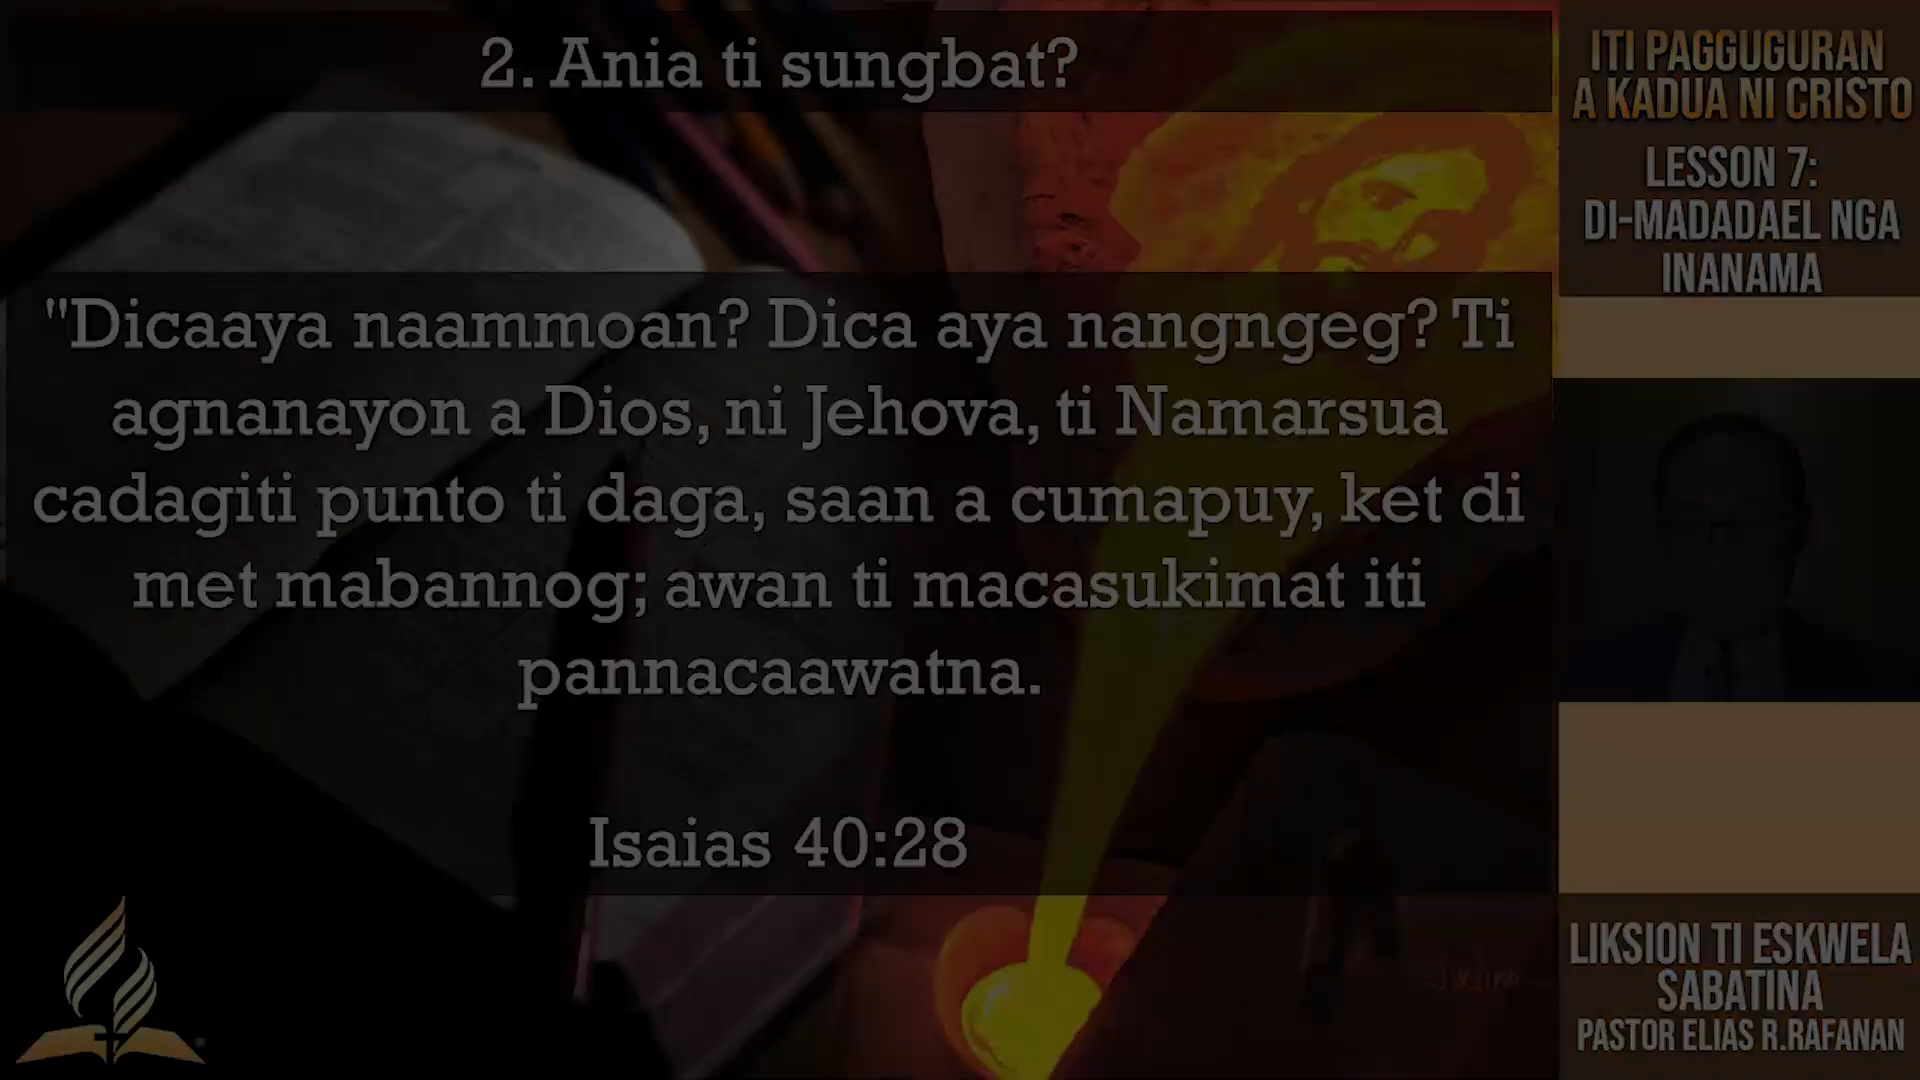 2. Ania ti sungbat?
"Dicaaya naammoan? Dica aya nangngeg? Ti
agnanayon a Dios, ni Jehova, ti Namarsua
cadagiti punto ti daga, saan a cumapuy, ket di
met mabannog; awan ti macasukimat iti
pannacaawatna.
Isaias 40:28
ITI PAGGUGURAN
A KADUA NI CRISTO
LESSON 7:
DI-MADADAEL NGA
INANAMA
LIKSION TI ESKWELA
SABATINA
PASTOR ELIAS R.RAFANAN